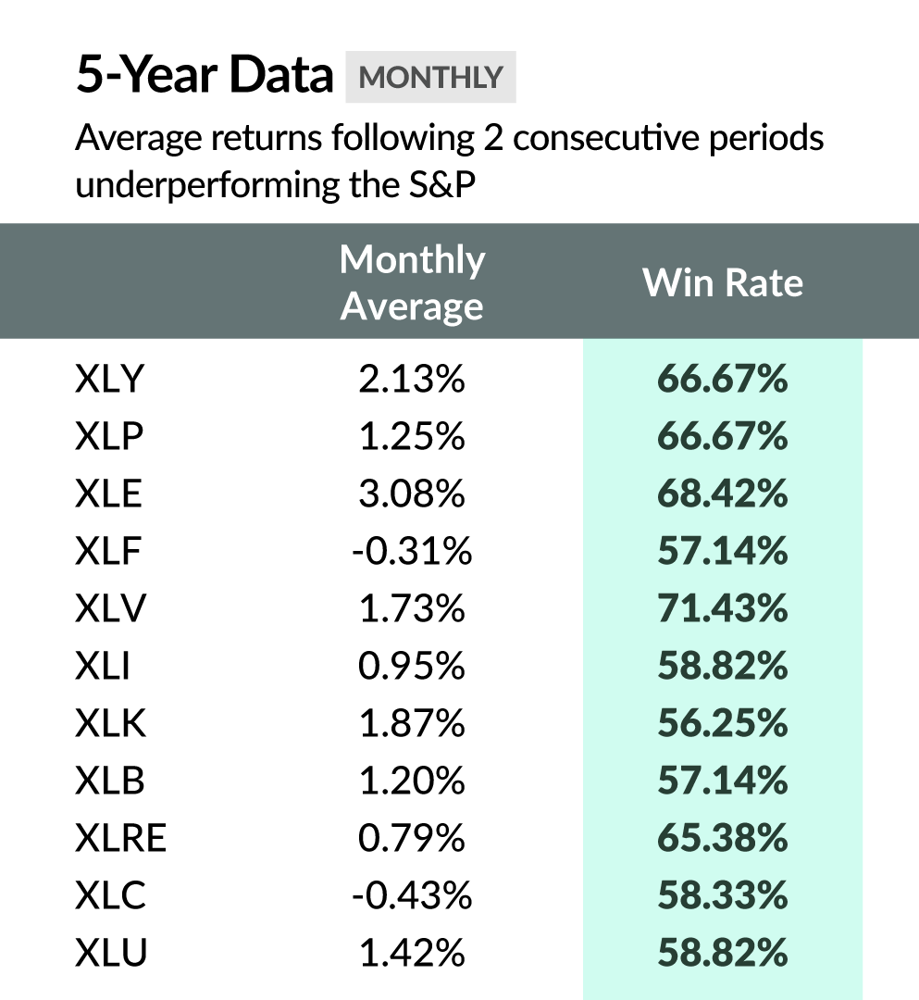 5-Year Data MONTHLY
Average returns following 2 consecutive periods
underperforming the S&P
Monthly
Average
Win Rate
XLY 2.13% 66.67%
XLP 1.25% 66.67%
XLE 3.08% 68.42%
XLF -0.31% 57.14%
XLV 1.73% 71.43%
XLI 0.95% 58.82%
XLK 1.87% 56.25%
XLB 1.20% 57.14%
XLRE 0.79% 65.38%
XLC -0.43% 58.33%
XLU 1.42% 58.82%